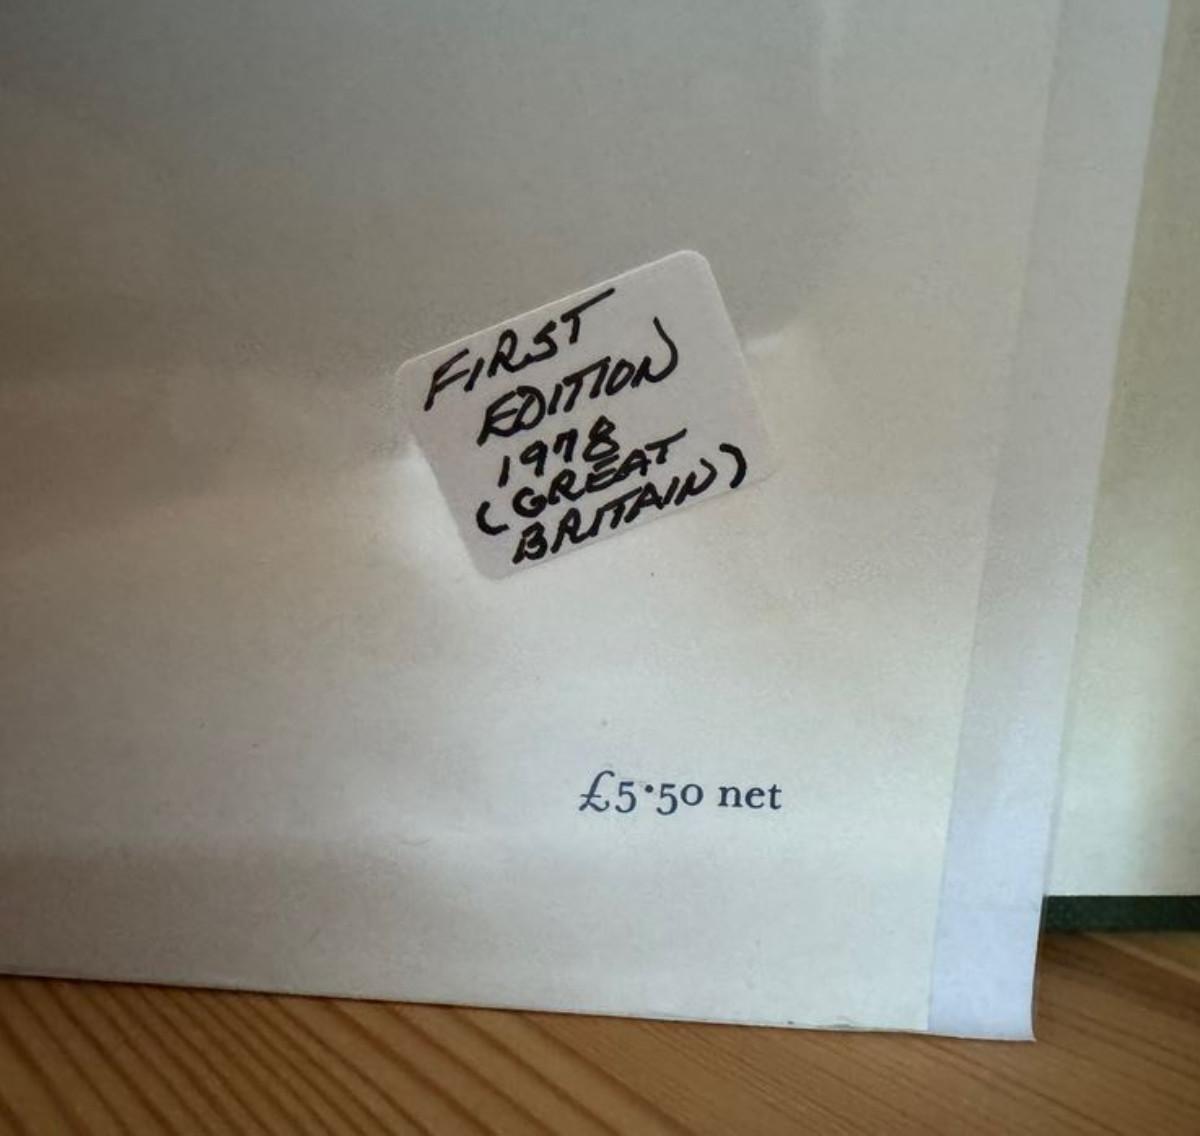 FIRST
EDITION
1978
(GREAT
BRITAIN)
£5·50 net